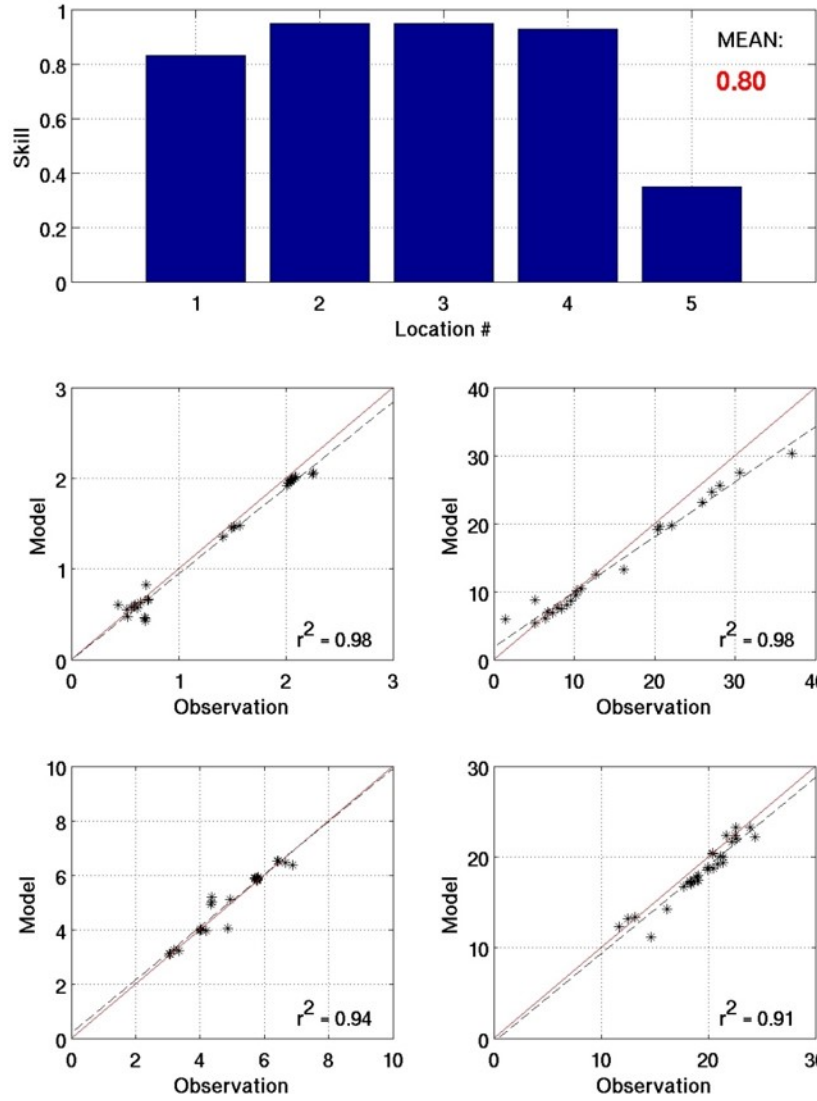 1
0.8
0.6
0.4
0.2
0
Skill
MEAN:
0.80
1 2 3 4 5
Location #
3
2
1
0
Model
r2 = 0.98
0 1 2 3
Observation
40
30
20
10
0
Model
r2 = 0.98
0 10 20 30 40
Observation
10
8
6
4
2
0
Model
r2 = 0.94
0 2 4 6 8 10
Observation
30
20
10
0
Model
r2 = 0.91
0 10 20 30
Observation